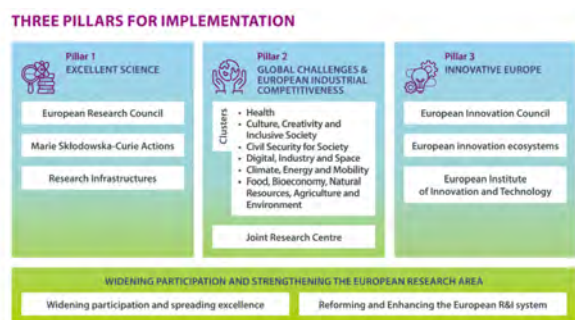 THREE PILLARS FOR IMPLEMENTATION
Pillar 1
EXCELLENT SCIENCE
European Research Council
Marie Skłodowska-Curie Actions
Research Infrastructures
Pillar 2
GLOBAL CHALLENGES &
EUROPEAN INDUSTRIAL
COMPETITIVENESS
Clusters
• Health
• Culture, Creativity and
Inclusive Society
• Civil Security for Society
• Digital, Industry and Space
• Climate, Energy and Mobility
• Food, Bioeconomy, Natural
Resources, Agriculture and
Environment
Joint Research Centre
Pillar 3
INNOVATIVE EUROPE
European Innovation Council
European innovation ecosystems
European Institute
of Innovation and Technology
WIDENING PARTICIPATION AND STRENGTHENING THE EUROPEAN RESEARCH AREA
Widening participation and spreading excellence
Reforming and Enhancing the European R&I system